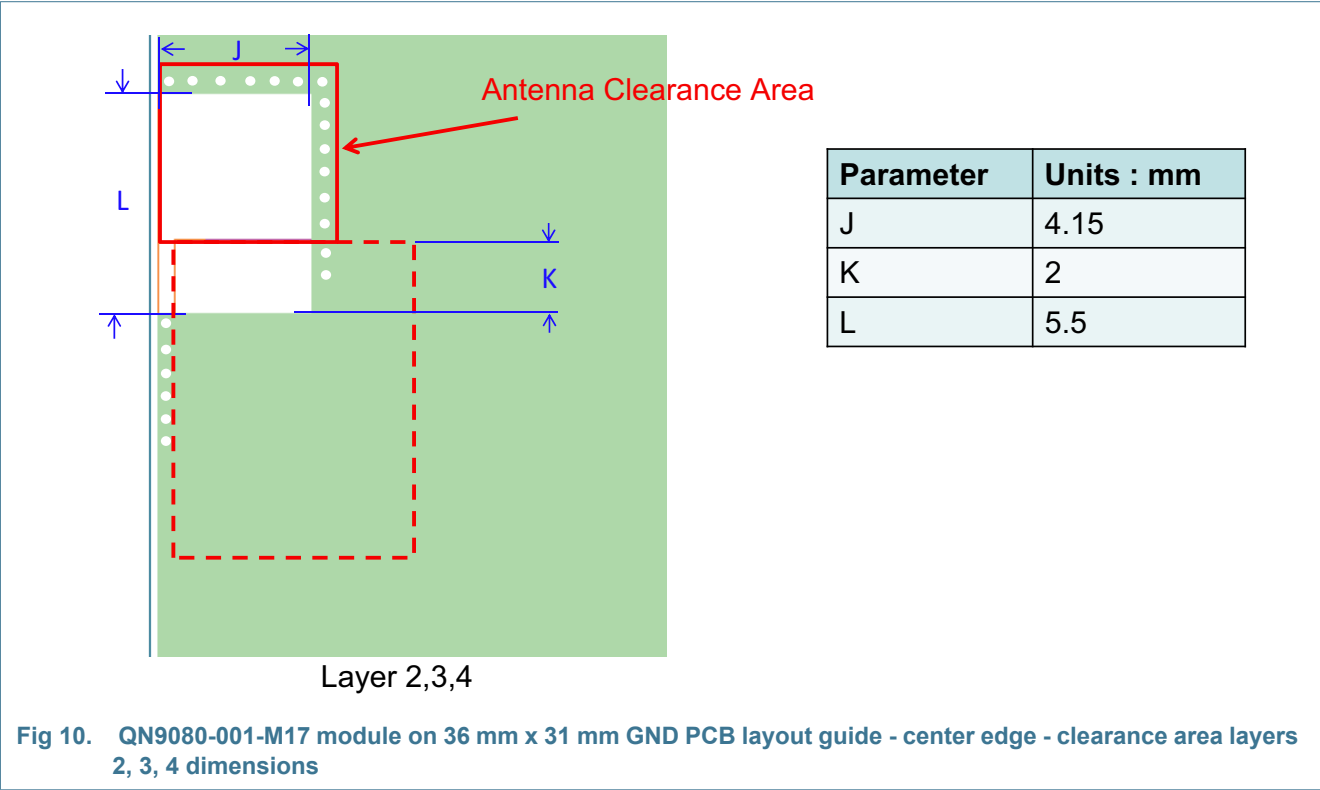 J
Antenna Clearance Area
L
K
Parameter Units : mm
J 4.15
K 2
L 5.5
Layer 2,3,4
Fig 10. QN9080-001-M17 module on 36 mm x 31 mm GND PCB layout guide - center edge - clearance area layers
2, 3, 4 dimensions